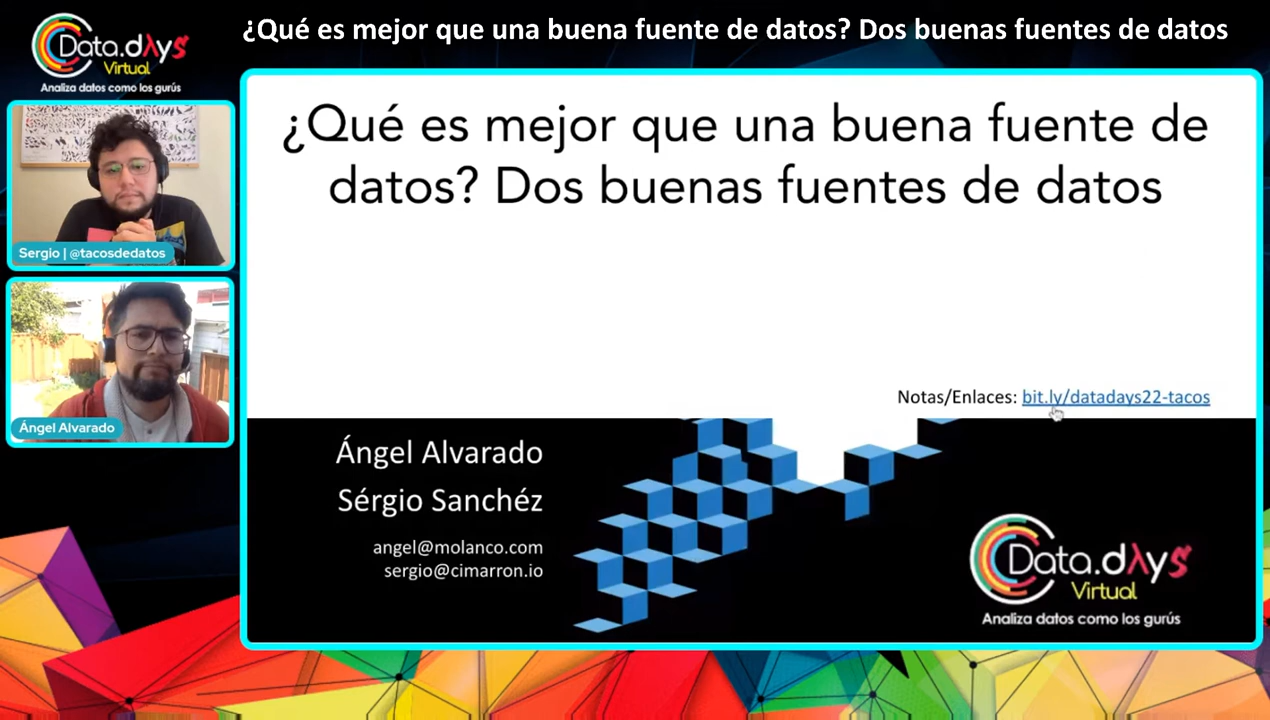 ¿Qué es mejor que una buena fuente de datos? Dos buenas fuentes de datos
Data.dʌys
Virtual
Analiza datos como los gurús
Sergio | @tacosdedatos
Ángel Alvarado
¿Qué es mejor que una buena fuente de
datos? Dos buenas fuentes de datos
Notas/Enlaces: bit.ly/datadays22-tacos
Ángel Alvarado
Sérgio Sanchéz
angel@molanco.com
sergio@cimarron.io
Data.dʌys
Virtual
Analiza datos como los gurús